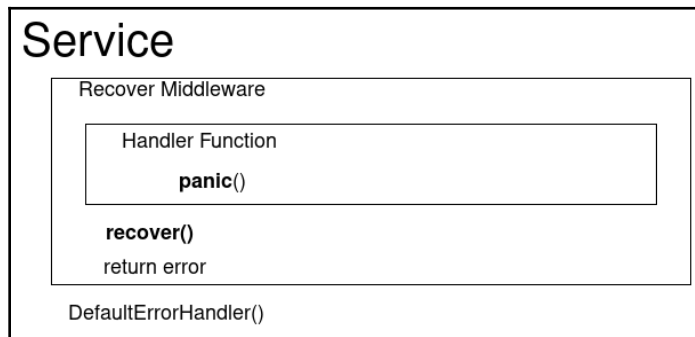 Service
Recover Middleware
Handler Function
panic()
recover()
return error
DefaultErrorHandler()